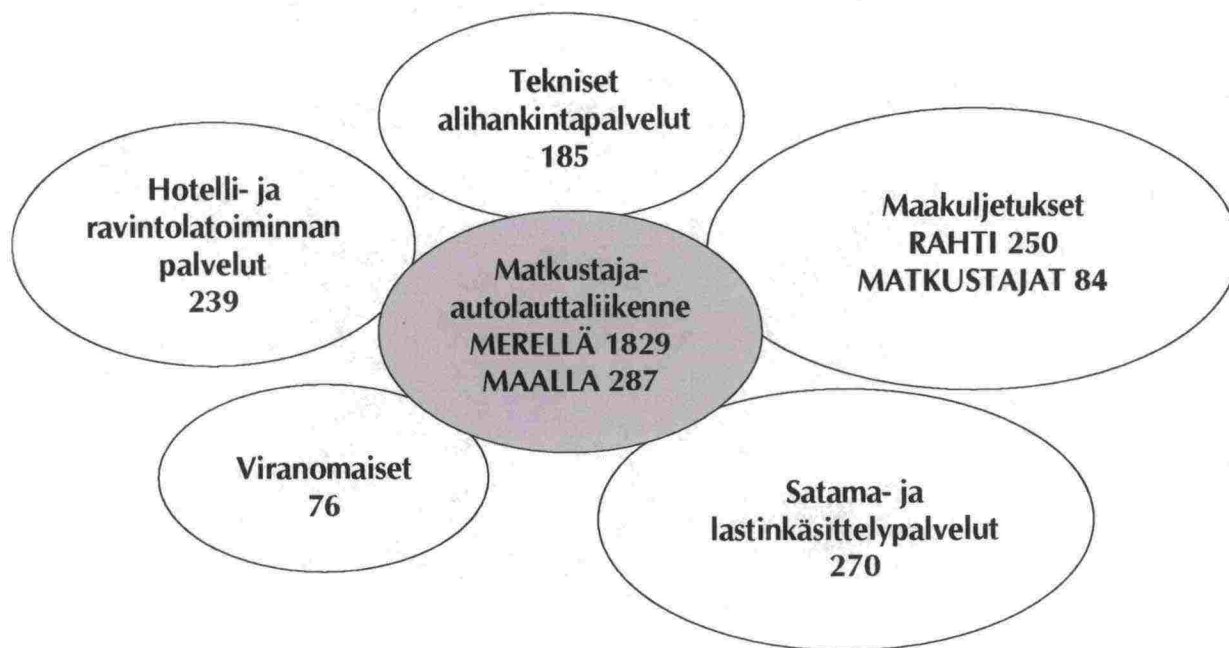 Tekniset
alihankintapalvelut
185
Hotelli- ja
ravintolatoiminnan
palvelut
239
Maakuljetukset
RAHTI 250
MATKUSTAJAT 84
Matkustaja-
autolauttaliikenne
MERELLÄ 1829
MAALLA 287
Viranomaiset
76
Satama- ja
lastinkäsittelypalvelut
270